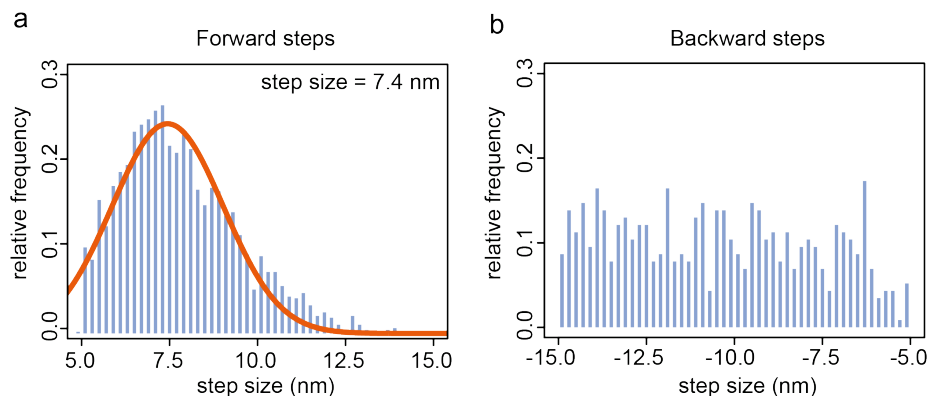 a
Forward steps
step size = 7.4 nm
relative frequency
0.3
0.2
0.1
0.0
5.0 7.5 10.0 12.5 15.0
step size (nm)
b
Backward steps
relative frequency
0.3
0.2
0.1
0.0
-15.0 -12.5 -10.0 -7.5 -5.0
step size (nm)